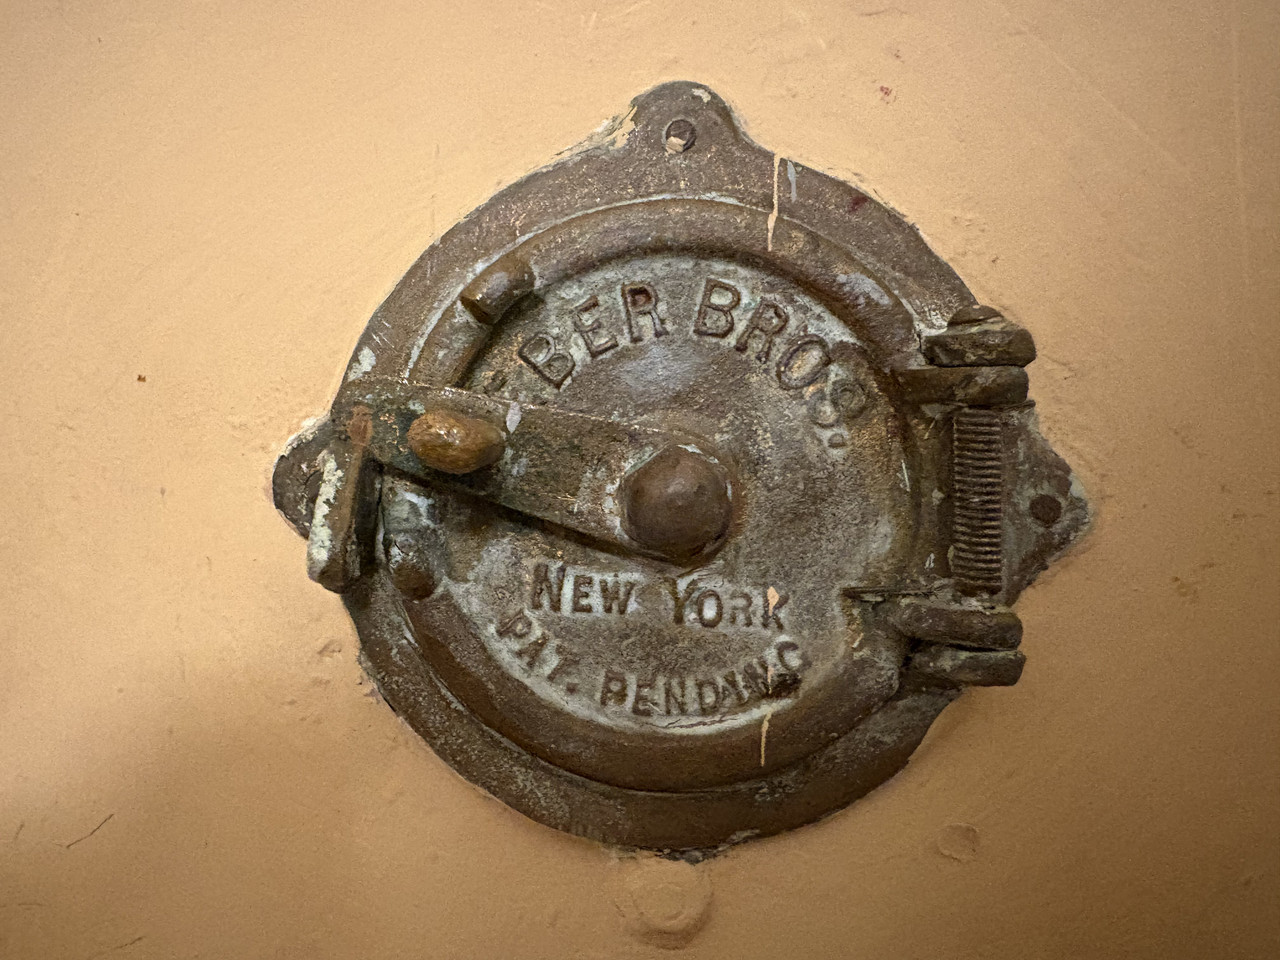 BER BROS.
NEW YORK
PAT. PENDING